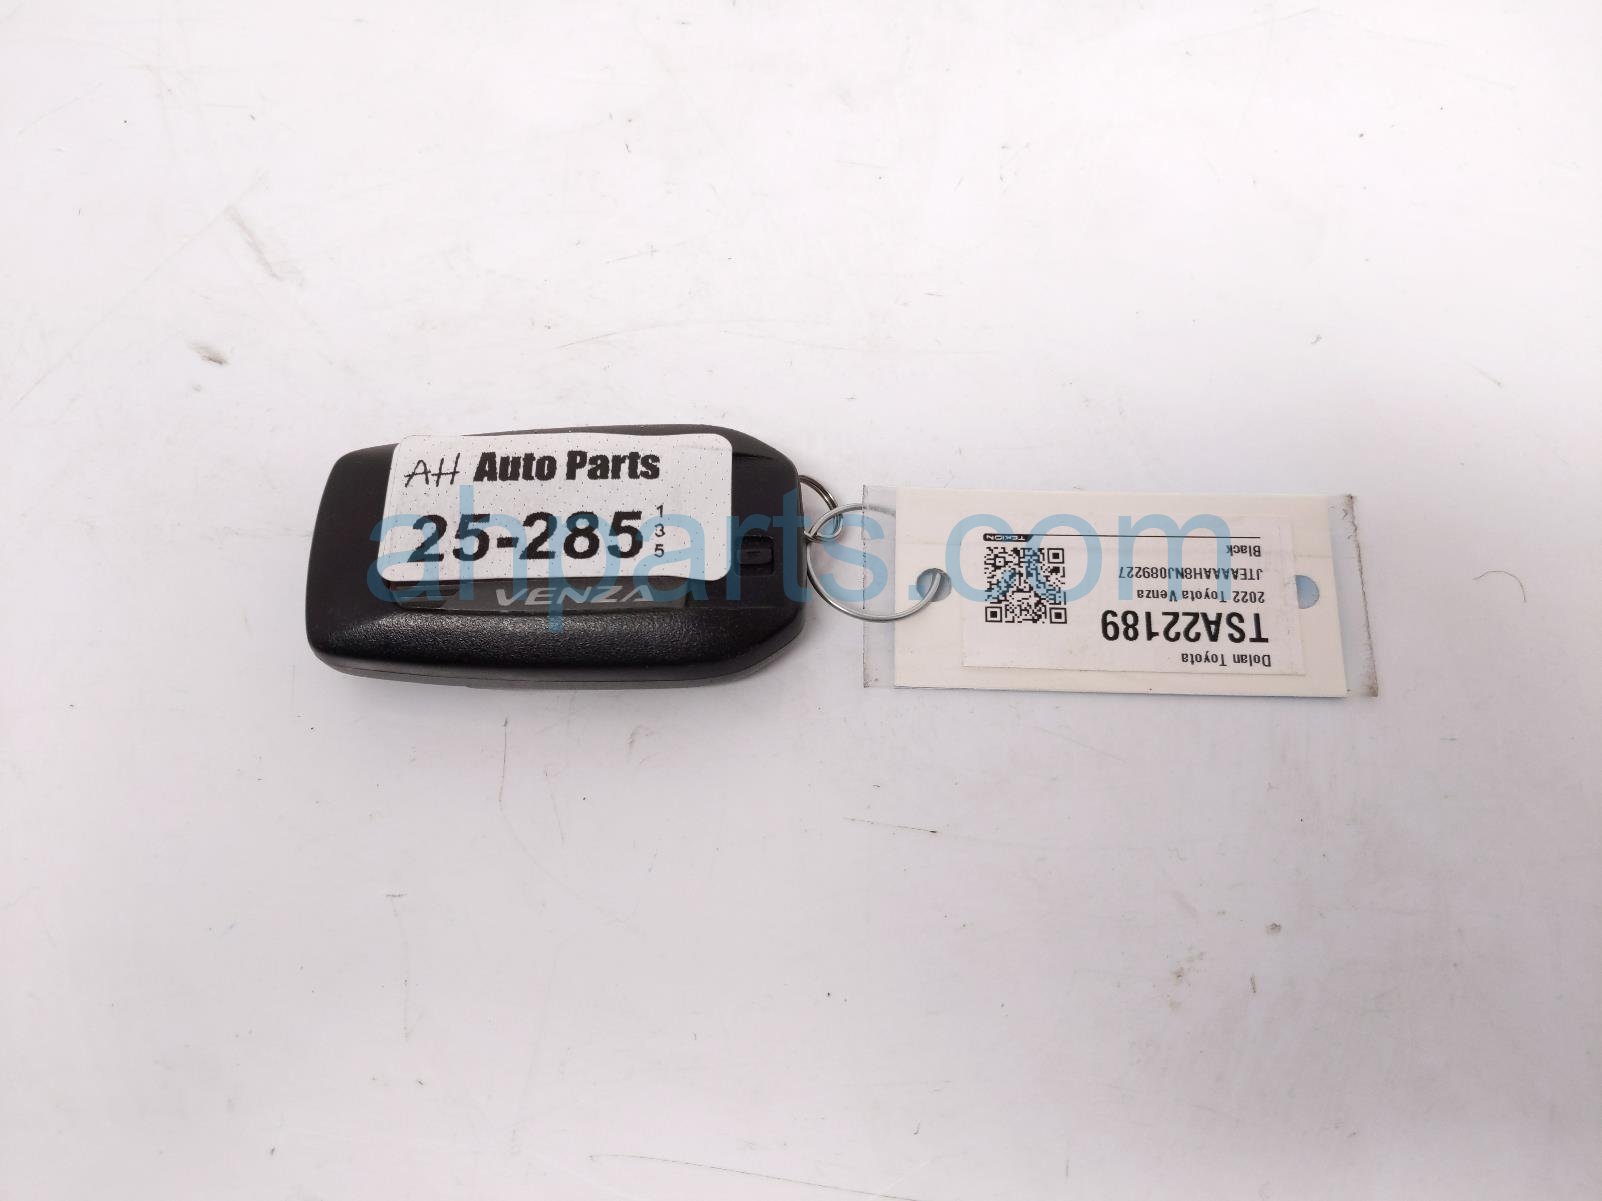 AH Auto Parts
25-285
1
3
5
VENZA
ahparts.com
Dolan Toyota
TSA22189
2022 Toyota Venza
JTEAAAAH8NJ089227
Black
TEKION